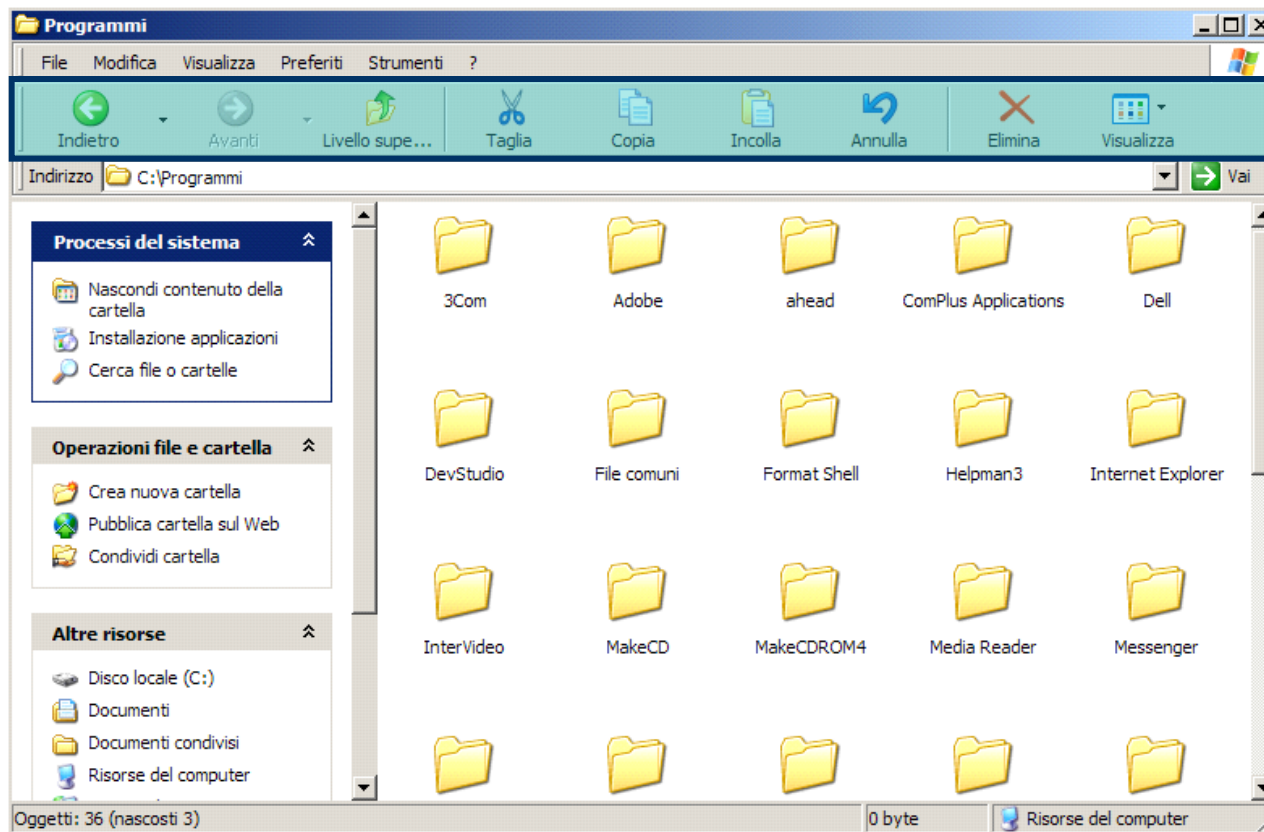 Programmi
File Modifica Visualizza Preferiti Strumenti ?
Indietro Avanti Livello supe... Taglia Copia Incolla Annulla Elimina Visualizza
Indirizzo C:\Programmi Vai
Processi del sistema
Nascondi contenuto della
cartella
Installazione applicazioni
Cerca file o cartelle
Operazioni file e cartella
Crea nuova cartella
Pubblica cartella sul Web
Condividi cartella
Altre risorse
Disco locale (C:)
Documenti
Documenti condivisi
Risorse del computer
3Com Adobe ahead ComPlus Applications Dell
DevStudio File comuni Format Shell Helpman3 Internet Explorer
InterVideo MakeCD MakeCDROM4 Media Reader Messenger
Oggetti: 36 (nascosti 3) 0 byte Risorse del computer